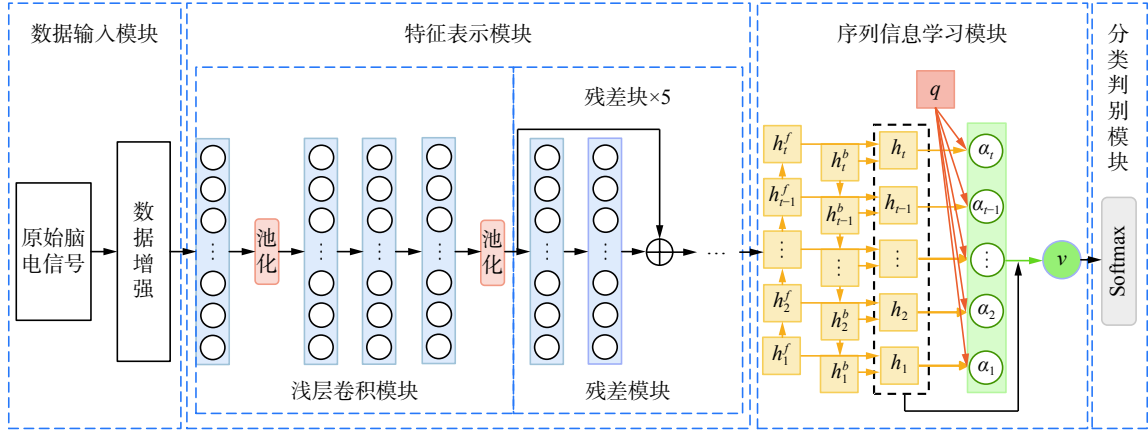 数据输入模块
原始脑
电信号
数据增强
特征表示模块
池化
池化
浅层卷积模块
残差块×5
⋮
⋮
⋮
⋮
⋮
⋮
…
残差模块
序列信息学习模块
q
h_t^f
h_{t−1}^f
⋮
h_2^f
h_1^f
h_t^b
h_{t−1}^b
⋮
h_2^b
h_1^b
h_t
h_{t−1}
⋮
h_2
h_1
α_t
α_{t−1}
⋮
α_2
α_1
v
分类判别模块
Softmax